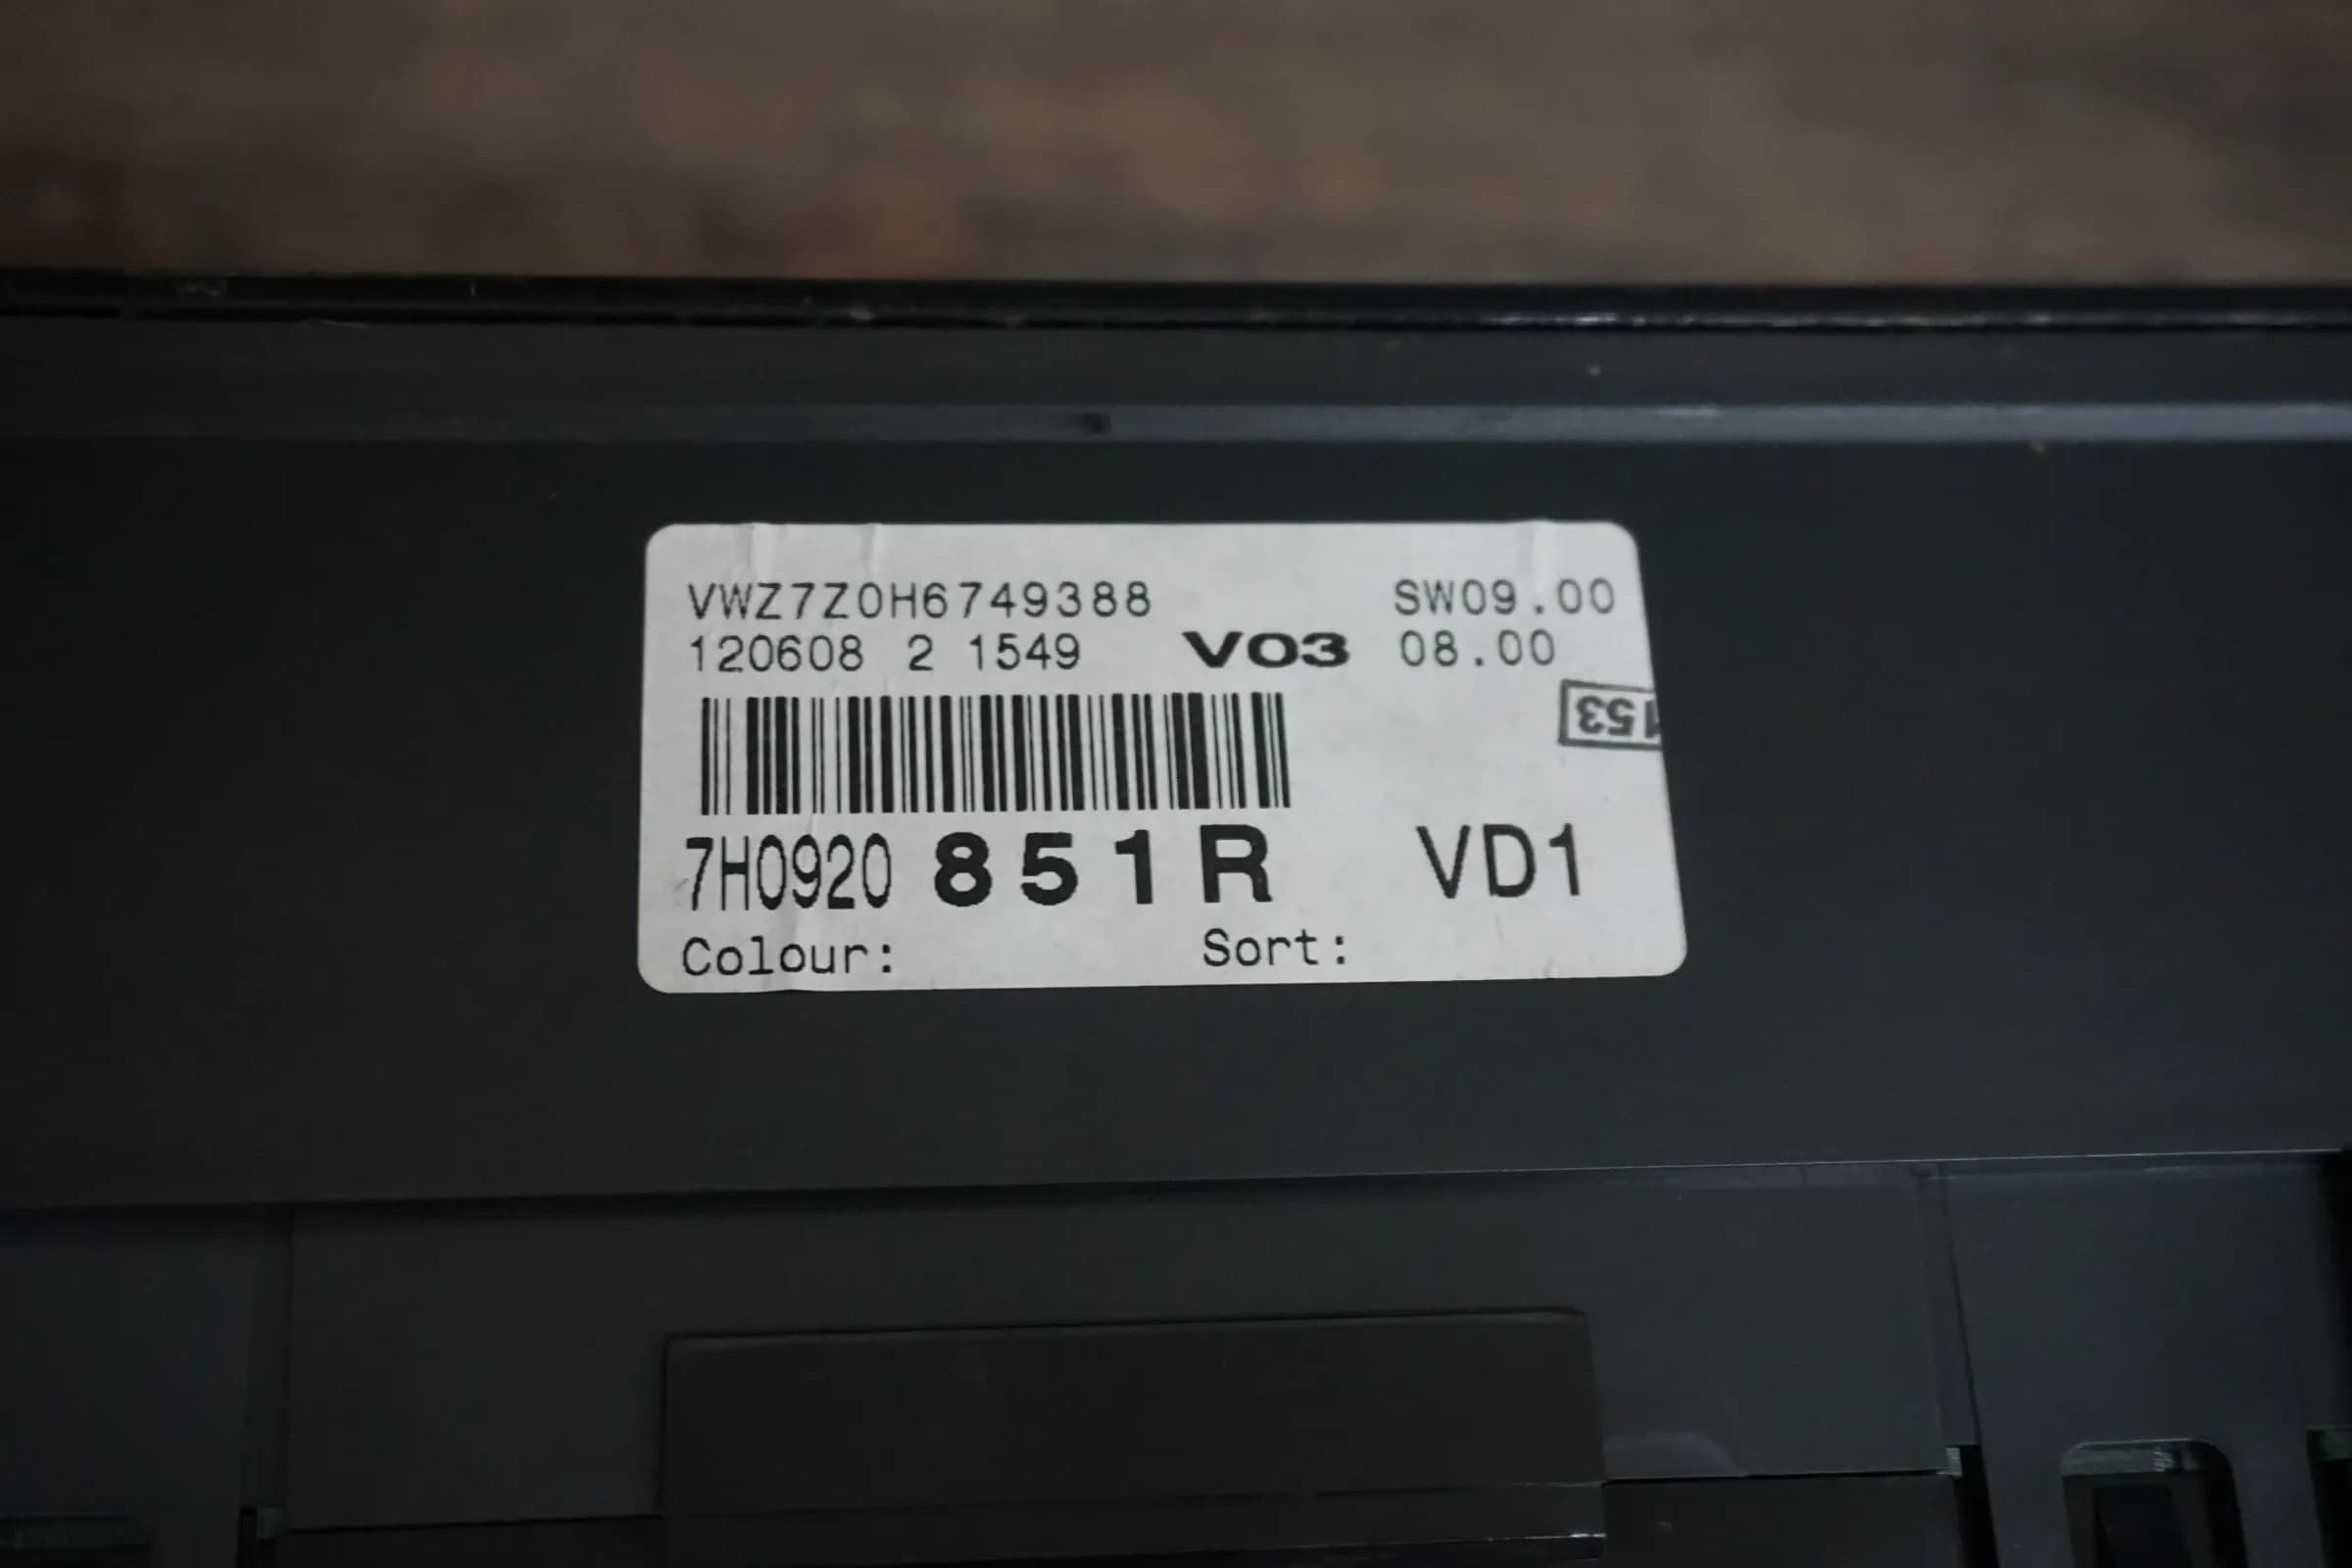 VWZ7Z0H6749388 SW09.00
120608 2 1549 V03 08.00
153
7H0920 851R VD1
Colour: Sort: